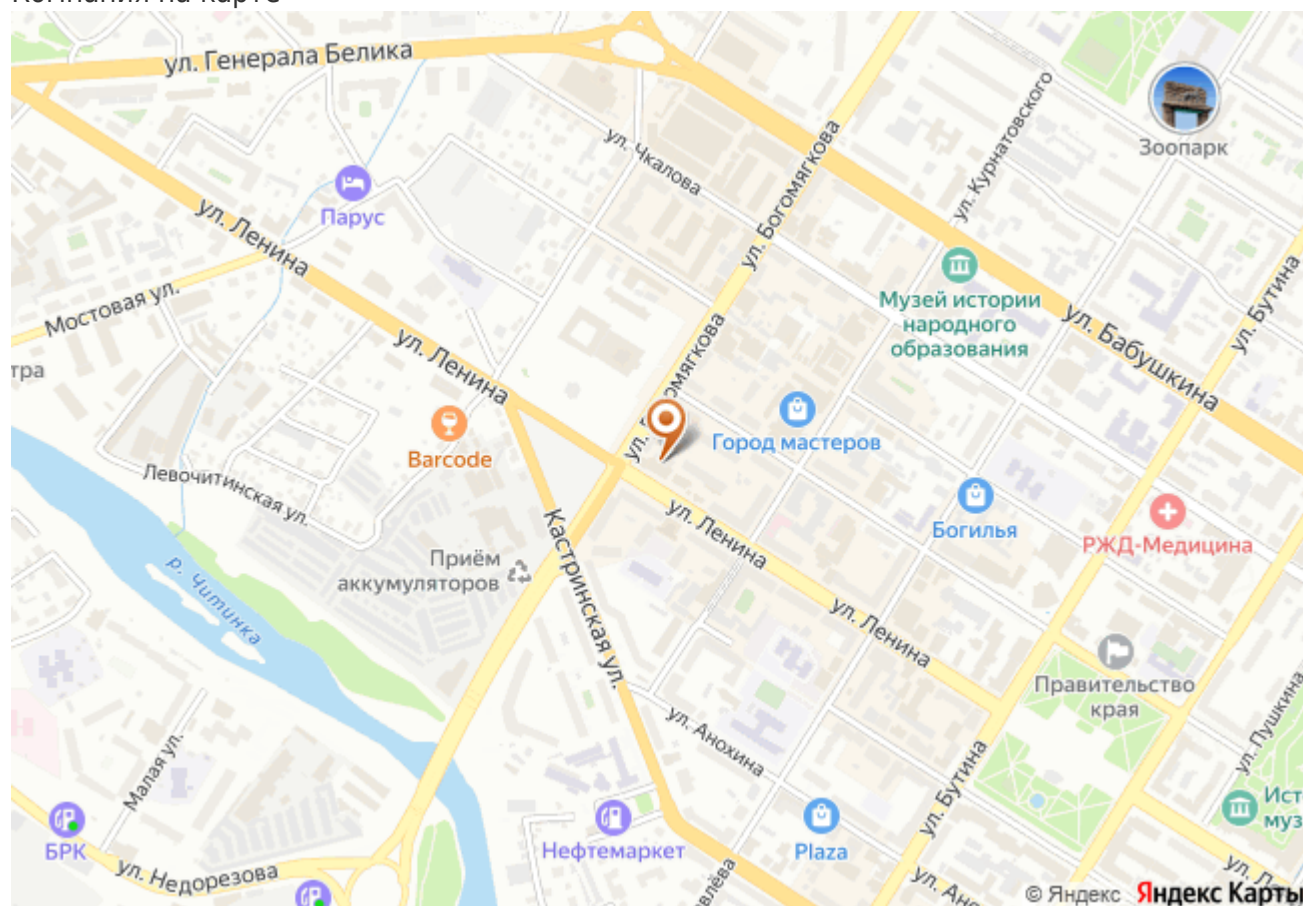 ул. Генерала Белика
ул. Чкалова
ул. Богомягкова
ул. Курнатовского
Зоопарк
Парус
ул. Ленина
Мостовая ул.
Музей истории
народного
образования
ул. Бабушкина
ул. Бутина
тра
ул. Ленина
Barcode
Город мастеров
Левочитинская ул.
ул. Ленина
Богилья
РЖД-Медицина
Приём
аккумуляторов
р. Читинка
Кастринская ул.
ул. Ленина
Правительство
края
ул. Пушкина
ул. Анохина
Малая ул.
ул. Бутина
Ист
муз
БРК
Нефтемаркет
Plaza
ул. Недорезова
© Яндекс Яндекс Карты